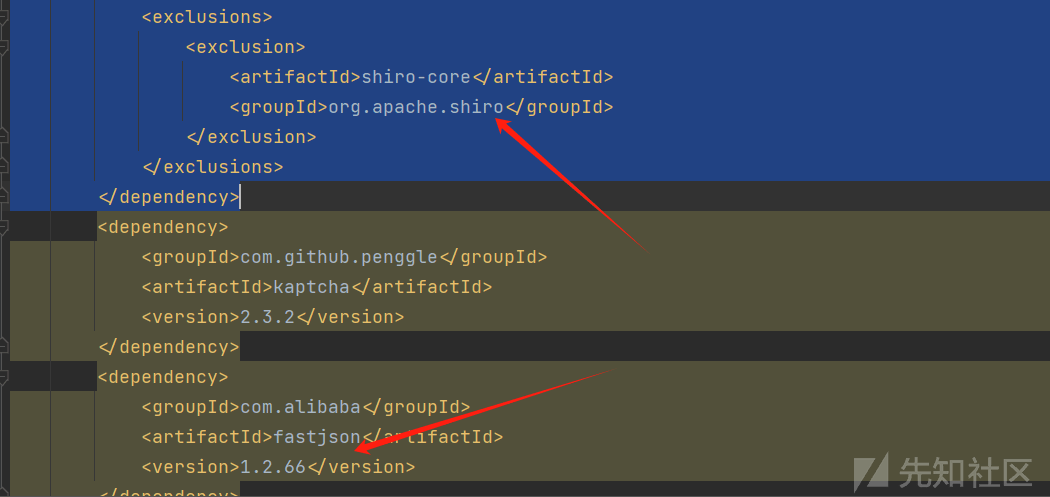 <exclusions>
<exclusion>
<artifactId>shiro-core</artifactId>
<groupId>org.apache.shiro</groupId>
</exclusion>
</exclusions>
</dependency>
<dependency>
<groupId>com.github.penggle</groupId>
<artifactId>kaptcha</artifactId>
<version>2.3.2</version>
</dependency>
<dependency>
<groupId>com.alibaba</groupId>
<artifactId>fastjson</artifactId>
<version>1.2.66</version>
</dependency>
先知社区